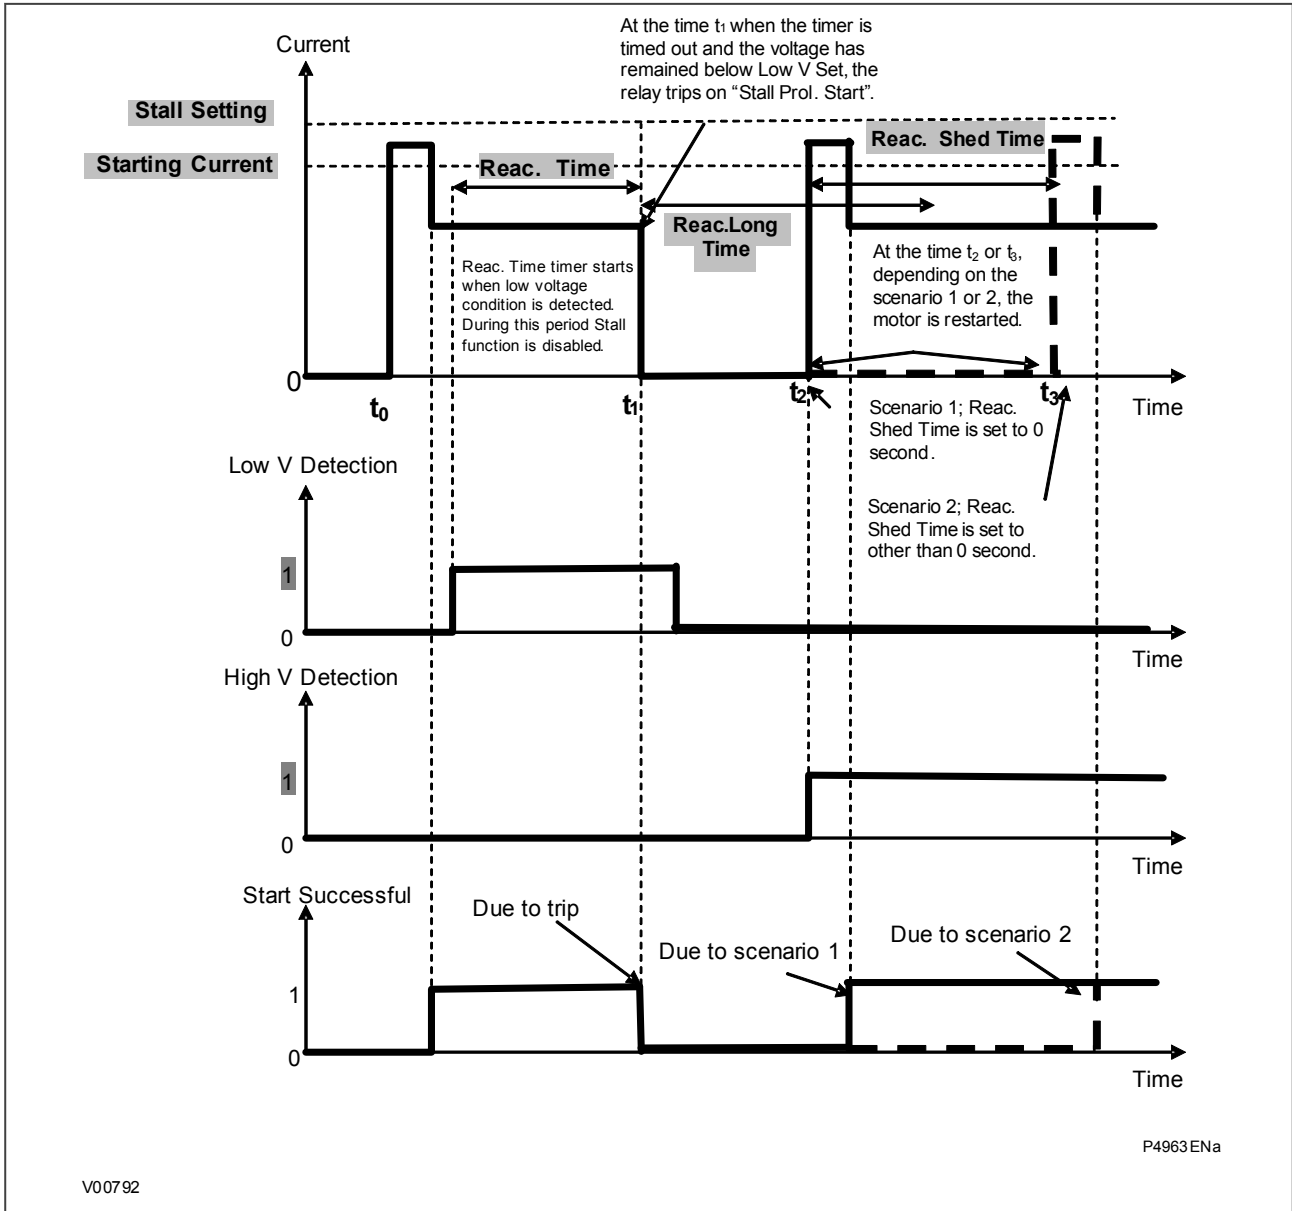 At the time t1 when the timer is
timed out and the voltage has
remained below Low V Set, the
relay trips on “Stall Prol. Start”.
Current
Stall Setting
Starting Current
Reac. Time
Reac. Shed Time
Reac.Long
Time
Reac. Time timer starts
when low voltage
condition is detected.
During this period Stall
function is disabled.
At the time t2 or t3,
depending on the
scenario 1 or 2, the
motor is restarted.
0
t0
t1
t2
t3
Time
Scenario 1; Reac.
Shed Time is set to 0
second.
Scenario 2; Reac.
Shed Time is set to
other than 0 second.
Low V Detection
1
0
Time
High V Detection
1
0
Time
Start Successful
Due to trip
Due to scenario 1
Due to scenario 2
1
0
Time
P4963ENa
V00792